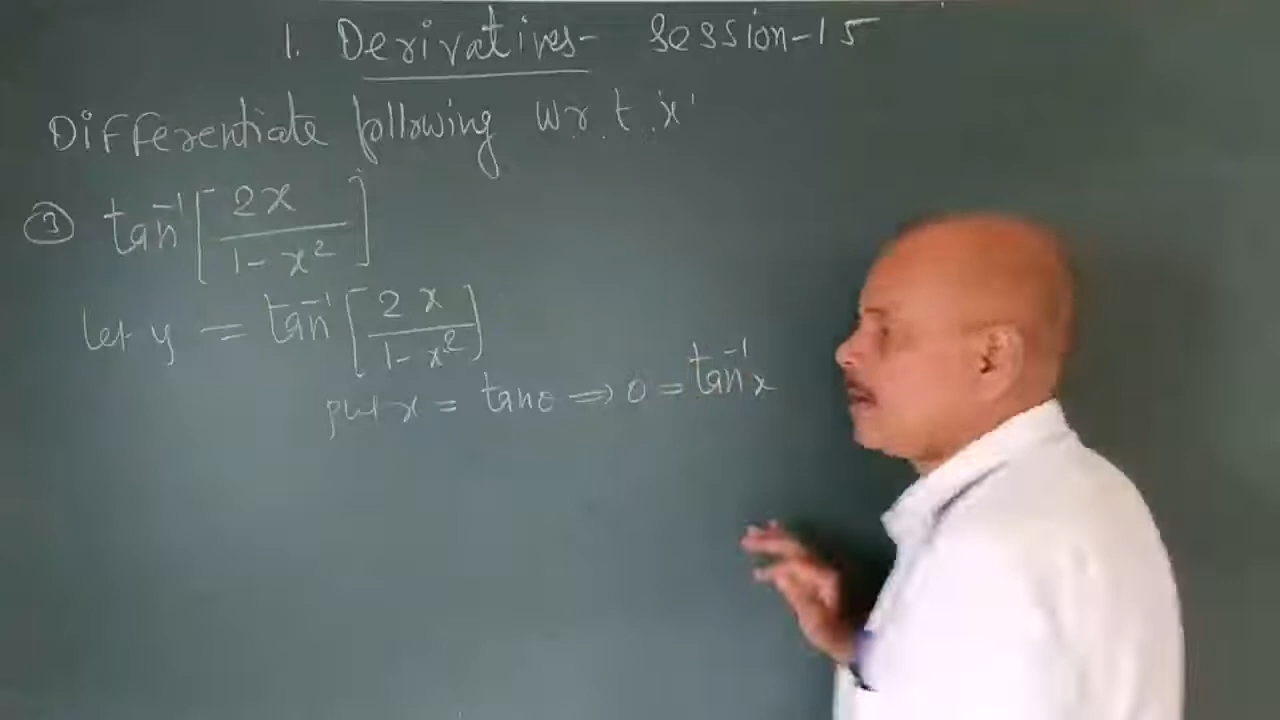 1. Derivatives- Session-15
Differentiate following w.r.t. 'x'
③ tan⁻¹[2x/1-x²]
let y = tan⁻¹[2x/1-x²]
put x = tanθ ⇒ θ = tan⁻¹x